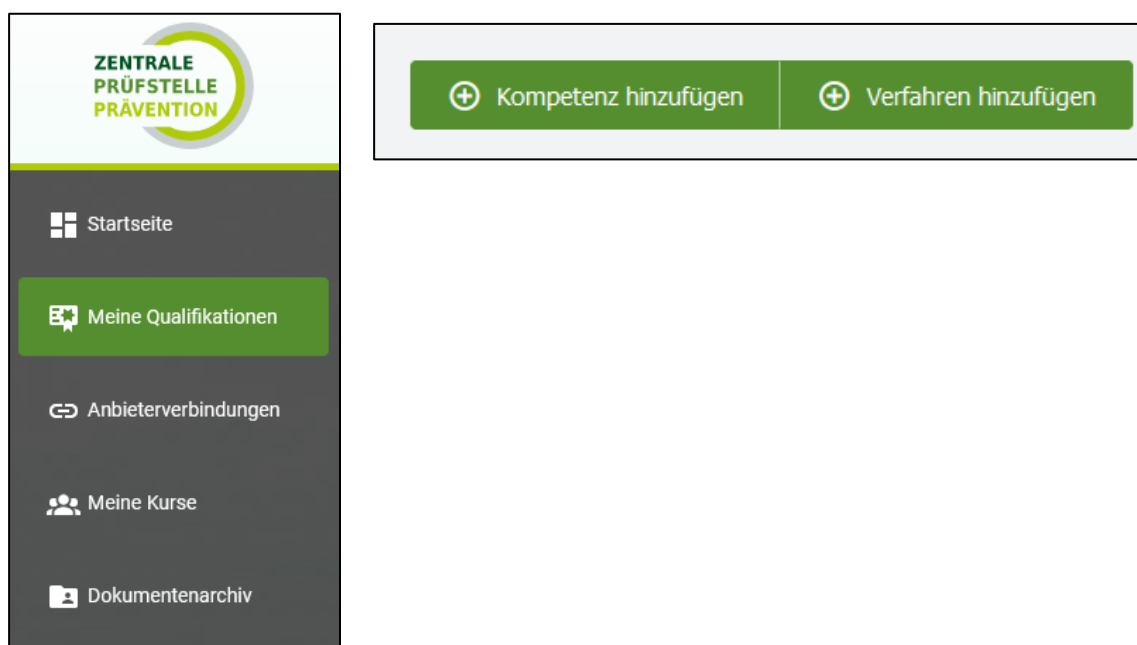 ZENTRALE
PRÜFSTELLE
PRÄVENTION
Startseite
Meine Qualifikationen
Anbieterverbindungen
Meine Kurse
Dokumentenarchiv
Kompetenz hinzufügen
Verfahren hinzufügen